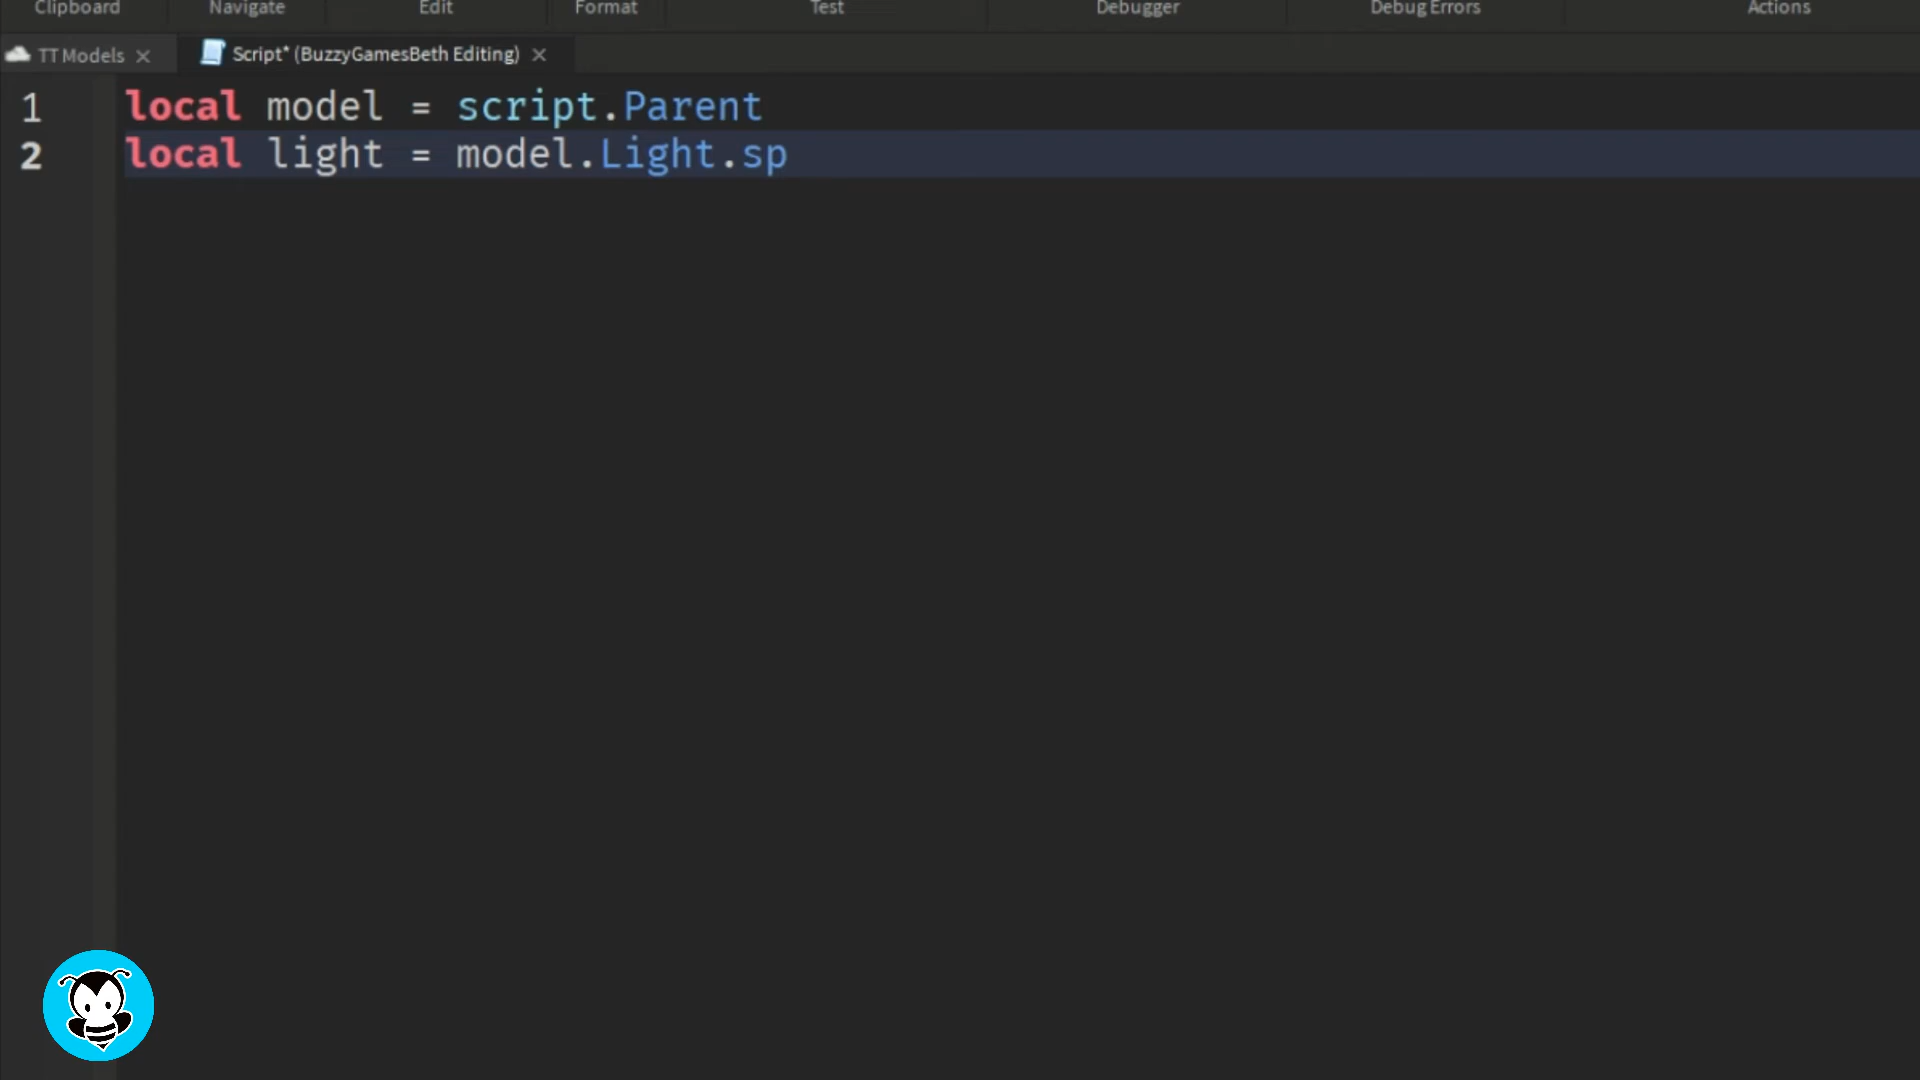 Clipboard Navigate Edit Format Test Debugger Debug Errors Actions
TT Models Script* (BuzzyGamesBeth Editing)
1 local model = script.Parent
2 local light = model.Light.sp